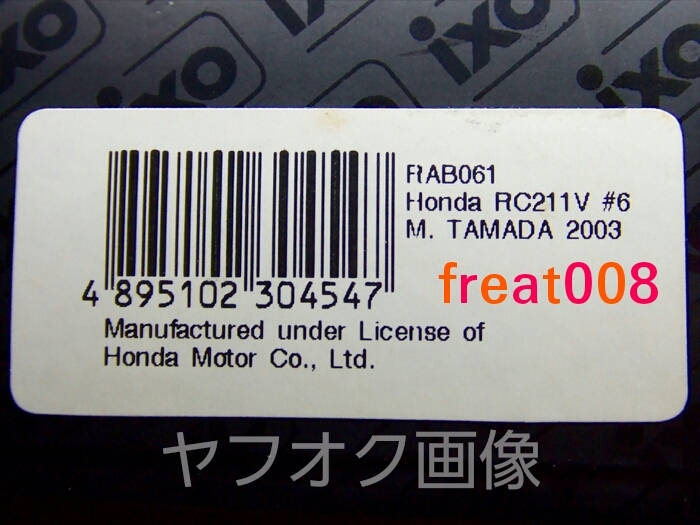 ixo
ixo
ixo
RAB061
Honda RC211V #6
M. TAMADA 2003
freat008
4 895102 304547
Manufactured under License of
Honda Motor Co., Ltd.
ヤフオク画像